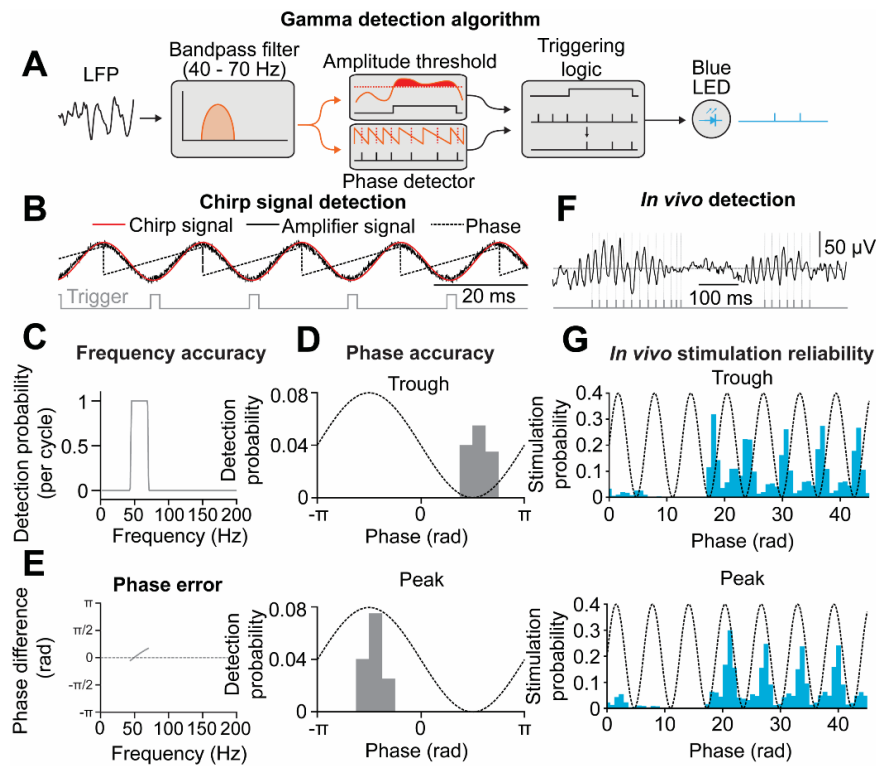 Gamma detection algorithm
A
LFP
Bandpass filter
(40 - 70 Hz)
Amplitude threshold
Phase detector
Triggering
logic
Blue
LED
B
Chirp signal detection
Chirp signal
Amplifier signal
Phase
Trigger
20 ms
F
In vivo detection
50 µV
100 ms
C
Frequency accuracy
Detection probability
(per cycle)
1
0.5
0
0 50 100 150 200
Frequency (Hz)
D
Phase accuracy
Trough
Detection
probability
0.08
0.04
0
-π 0 π
Phase (rad)
G
In vivo stimulation reliability
Trough
Stimulation
probability
0.4
0.3
0.2
0.1
0
0 10 20 30 40
Phase (rad)
E
Phase error
Phase difference
(rad)
π
π/2
0
-π/2
-π
0 50 100 150 200
Frequency (Hz)
Peak
Detection
probability
0.08
0.04
0
-π 0 π
Phase (rad)
Peak
Stimulation
probability
0.4
0.3
0.2
0.1
0
0 10 20 30 40
Phase (rad)